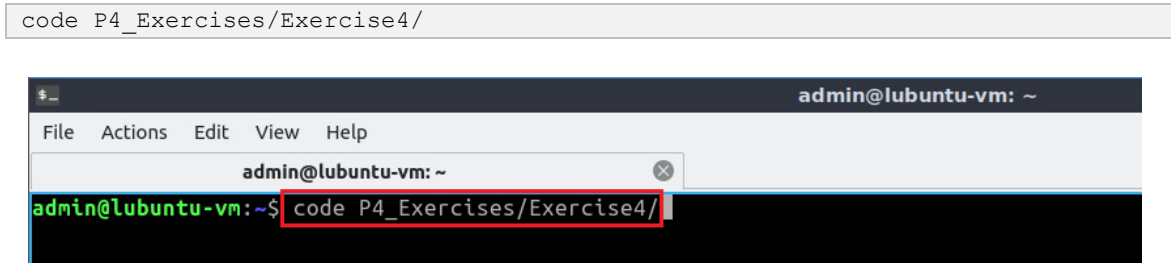 code P4_Exercises/Exercise4/
$_ admin@lubuntu-vm: ~
File Actions Edit View Help
admin@lubuntu-vm: ~
admin@lubuntu-vm:~$ code P4_Exercises/Exercise4/